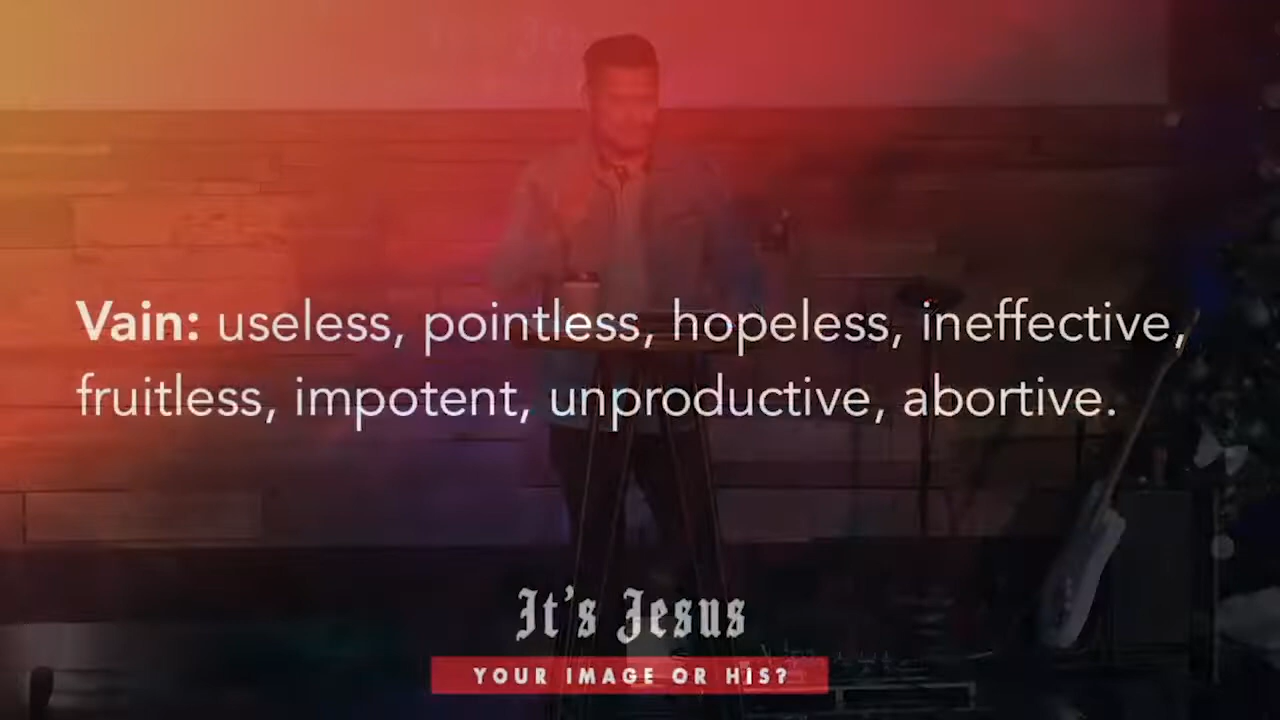 Vain: useless, pointless, hopeless, ineffective,
fruitless, impotent, unproductive, abortive.
It's Jesus
YOUR IMAGE OR HIS?